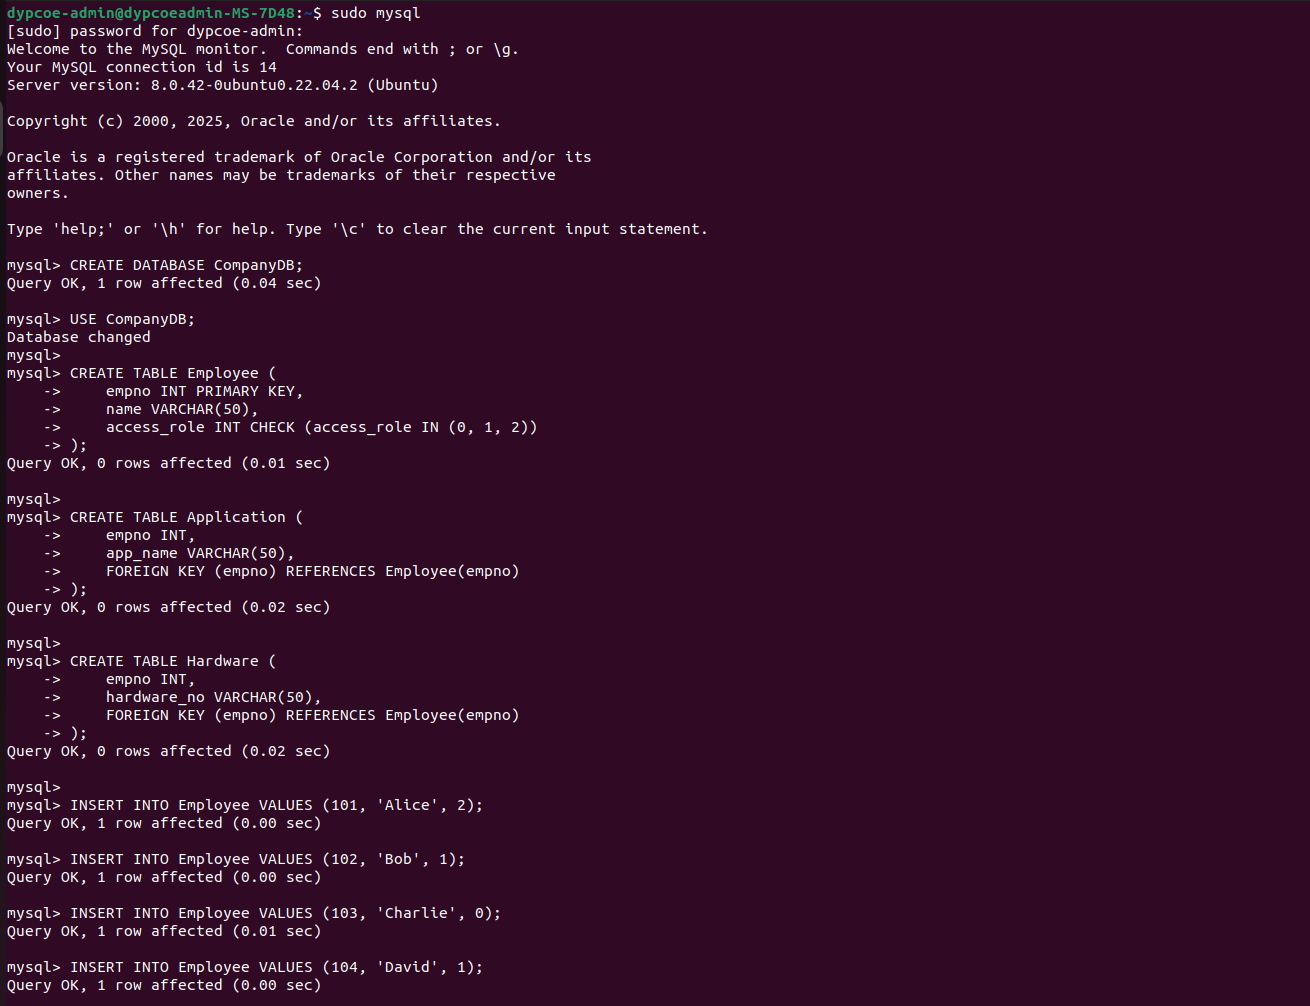 dypcoe-admin@dypcoeadmin-MS-7D48:~$ sudo mysql
[sudo] password for dypcoe-admin:
Welcome to the MySQL monitor.  Commands end with ; or \g.
Your MySQL connection id is 14
Server version: 8.0.42-0ubuntu0.22.04.2 (Ubuntu)

Copyright (c) 2000, 2025, Oracle and/or its affiliates.

Oracle is a registered trademark of Oracle Corporation and/or its
affiliates. Other names may be trademarks of their respective
owners.

Type 'help;' or '\h' for help. Type '\c' to clear the current input statement.

mysql> CREATE DATABASE CompanyDB;
Query OK, 1 row affected (0.04 sec)

mysql> USE CompanyDB;
Database changed
mysql>
mysql> CREATE TABLE Employee (
    ->     empno INT PRIMARY KEY,
    ->     name VARCHAR(50),
    ->     access_role INT CHECK (access_role IN (0, 1, 2))
    -> );
Query OK, 0 rows affected (0.01 sec)

mysql>
mysql> CREATE TABLE Application (
    ->     empno INT,
    ->     app_name VARCHAR(50),
    ->     FOREIGN KEY (empno) REFERENCES Employee(empno)
    -> );
Query OK, 0 rows affected (0.02 sec)

mysql>
mysql> CREATE TABLE Hardware (
    ->     empno INT,
    ->     hardware_no VARCHAR(50),
    ->     FOREIGN KEY (empno) REFERENCES Employee(empno)
    -> );
Query OK, 0 rows affected (0.02 sec)

mysql>
mysql> INSERT INTO Employee VALUES (101, 'Alice', 2);
Query OK, 1 row affected (0.00 sec)

mysql> INSERT INTO Employee VALUES (102, 'Bob', 1);
Query OK, 1 row affected (0.00 sec)

mysql> INSERT INTO Employee VALUES (103, 'Charlie', 0);
Query OK, 1 row affected (0.01 sec)

mysql> INSERT INTO Employee VALUES (104, 'David', 1);
Query OK, 1 row affected (0.00 sec)